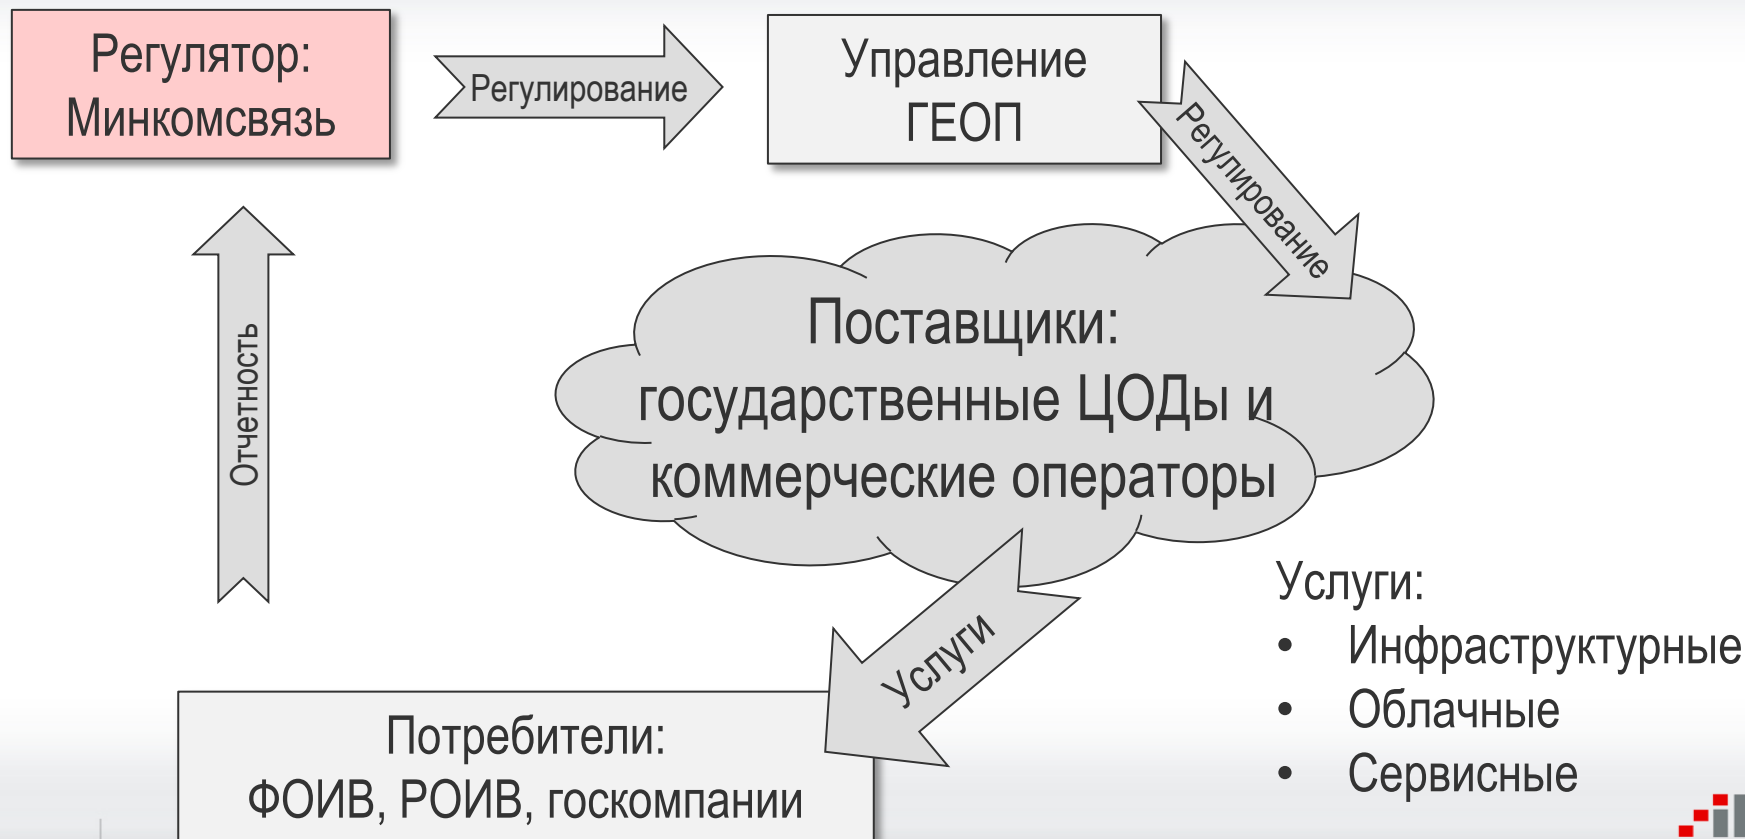 Регулятор:
Минкомсвязь
Регулирование
Управление
ГЕОП
Регулирование
Отчетность
Поставщики:
государственные ЦОДы и
коммерческие операторы
Услуги
Услуги:
• Инфраструктурные
• Облачные
• Сервисные
Потребители:
ФОИВ, РОИВ, госкомпании